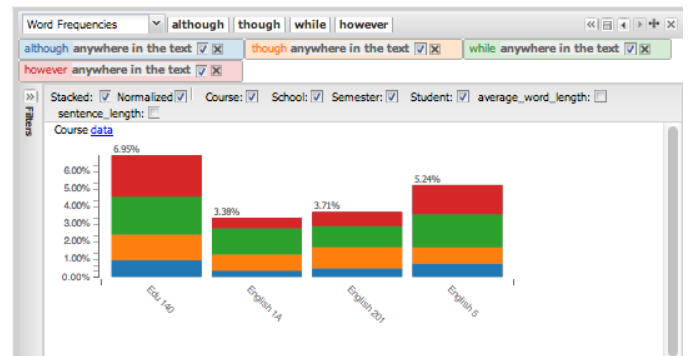 Word Frequencies although though while however
although anywhere in the text though anywhere in the text while anywhere in the text
however anywhere in the text
Stacked: Normalized Course: School: Semester: Student: average_word_length:
sentence_length:
Filters
Course data
6.95%
6.00%
5.00%
4.00%
3.00%
2.00%
1.00%
0.00%
3.38%
3.71%
5.24%
Edu 140
English 1A
English 201
English 5